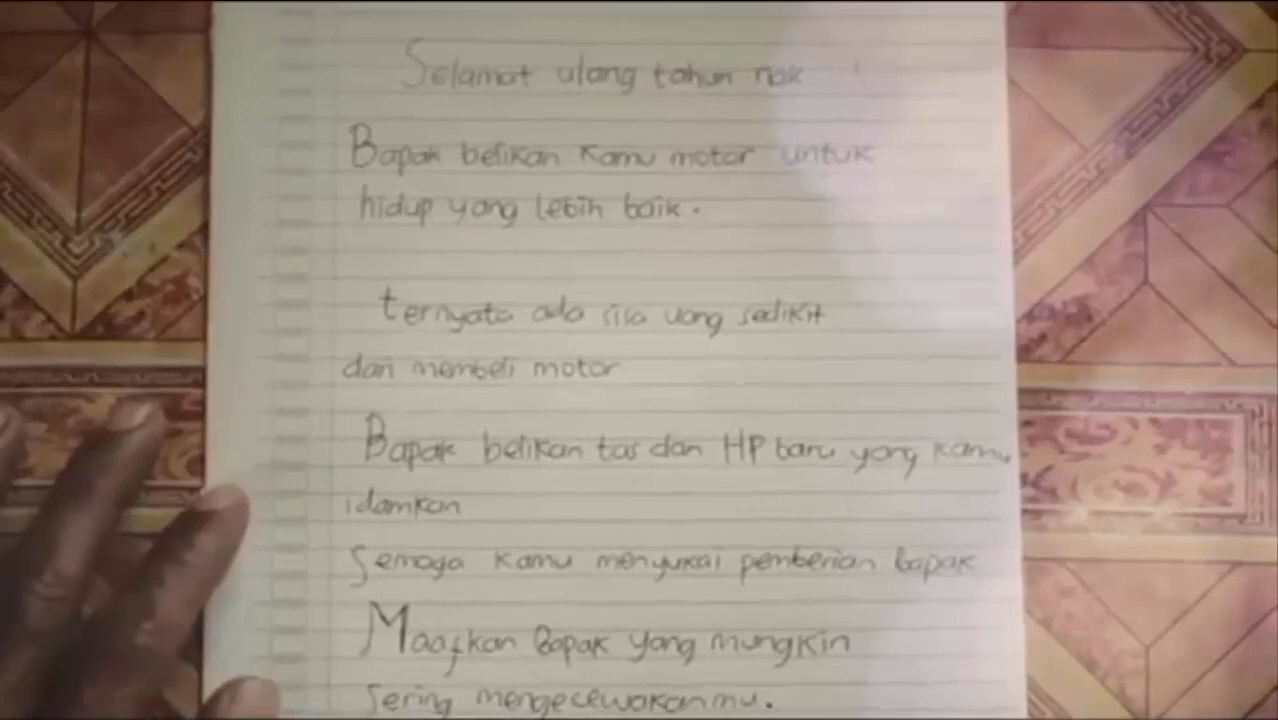 Selamat ulang tahun nak
Bapak belikan kamu motor untuk
hidup yang lebih baik.
ternyata ada sisa uang sedikit
dari membeli motor
Bapak belikan tas dan HP baru yang kamu
idamkan
Semoga kamu menyukai pemberian bapak
Maafkan Bapak yang mungkin
sering mengecewakanmu.